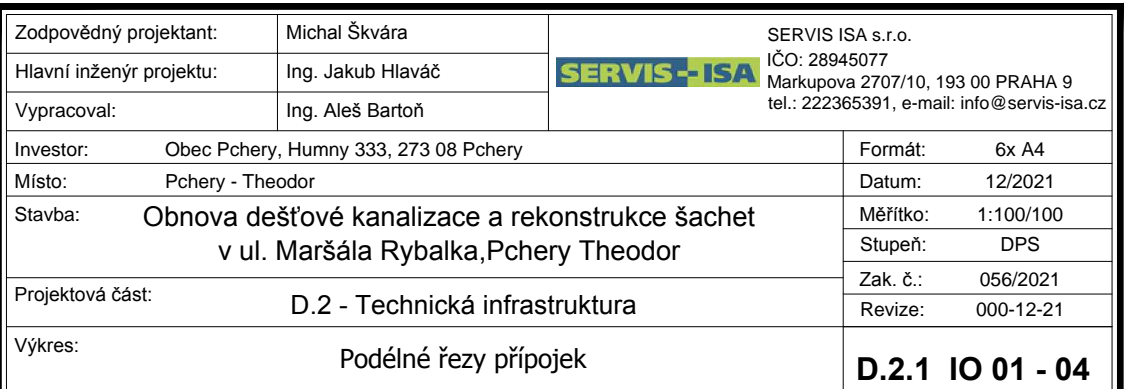 Zodpovědný projektant: Michal Škvára
Hlavní inženýr projektu: Ing. Jakub Hlaváč
Vypracoval: Ing. Aleš Bartoň
SERVIS-ISA
SERVIS ISA s.r.o.
IČO: 28945077
Markupova 2707/10, 193 00 PRAHA 9
tel.: 222365391, e-mail: info@servis-isa.cz
Investor: Obec Pchery, Humny 333, 273 08 Pchery
Formát: 6x A4
Místo: Pchery - Theodor
Datum: 12/2021
Stavba: Obnova dešťové kanalizace a rekonstrukce šachet
v ul. Maršála Rybalka,Pchery Theodor
Měřítko: 1:100/100
Stupeň: DPS
Projektová část: D.2 - Technická infrastruktura
Zak. č.: 056/2021
Revize: 000-12-21
Výkres: Podélné řezy přípojek
D.2.1 IO 01 - 04